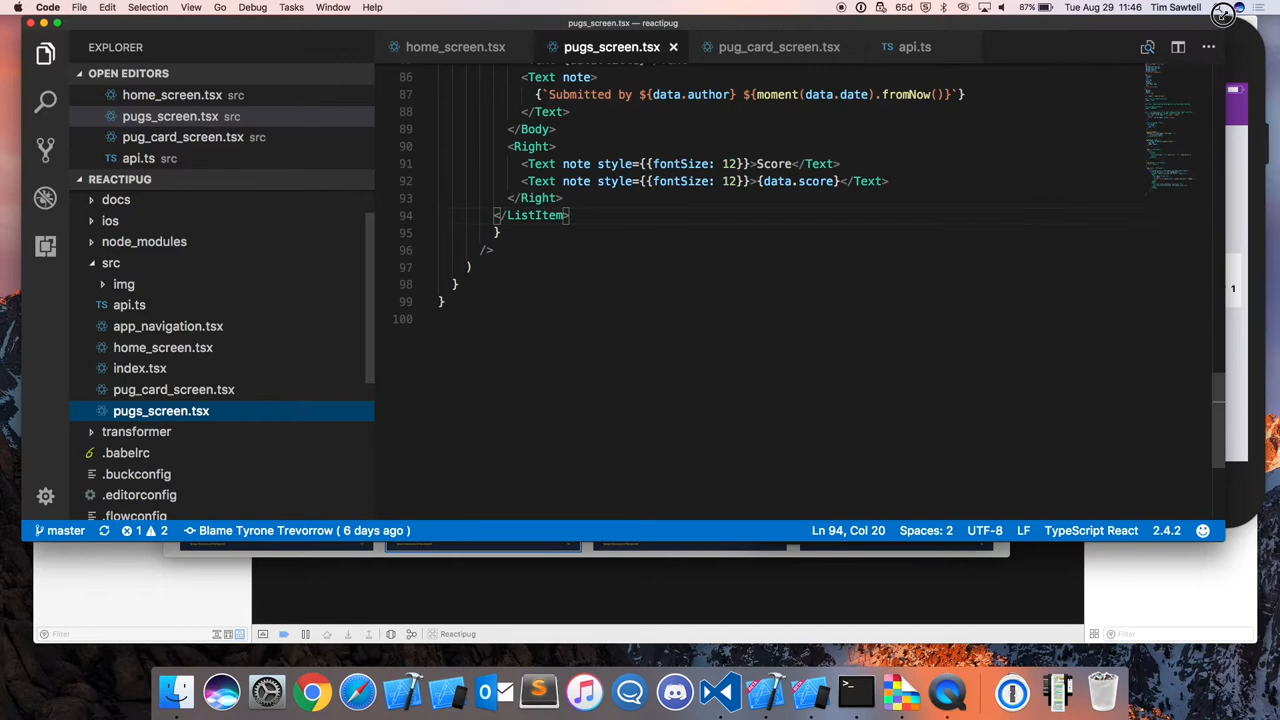 Code File Edit Selection View Go Debug Tasks Window Help
65d 87% Tue Aug 29 11:46 Tim Sawtell
pugs_screen.tsx — reactipug
EXPLORER
OPEN EDITORS
home_screen.tsx src
pugs_screen.tsx src
pug_card_screen.tsx src
api.ts src
REACTIPUG
docs
ios
node_modules
src
img
TS api.ts
app_navigation.tsx
home_screen.tsx
index.tsx
pug_card_screen.tsx
pugs_screen.tsx
transformer
.babelrc
.buckconfig
.editorconfig
.flowconfig
home_screen.tsx pugs_screen.tsx pug_card_screen.tsx api.ts
86 <Text note>
87 {`Submitted by ${data.author} ${moment(data.date).fromNow()}`}
88 </Text>
89 </Body>
90 <Right>
91 <Text note style={{fontSize: 12}}>Score</Text>
92 <Text note style={{fontSize: 12}}>{data.score}</Text>
93 </Right>
94 </ListItem>
95 }
96 />
97 )
98 }
99 }
100
1
master 1 2 Blame Tyrone Trevorrow ( 6 days ago ) Ln 94, Col 20 Spaces: 2 UTF-8 LF TypeScript React 2.4.2
Filter Reactipug Filter